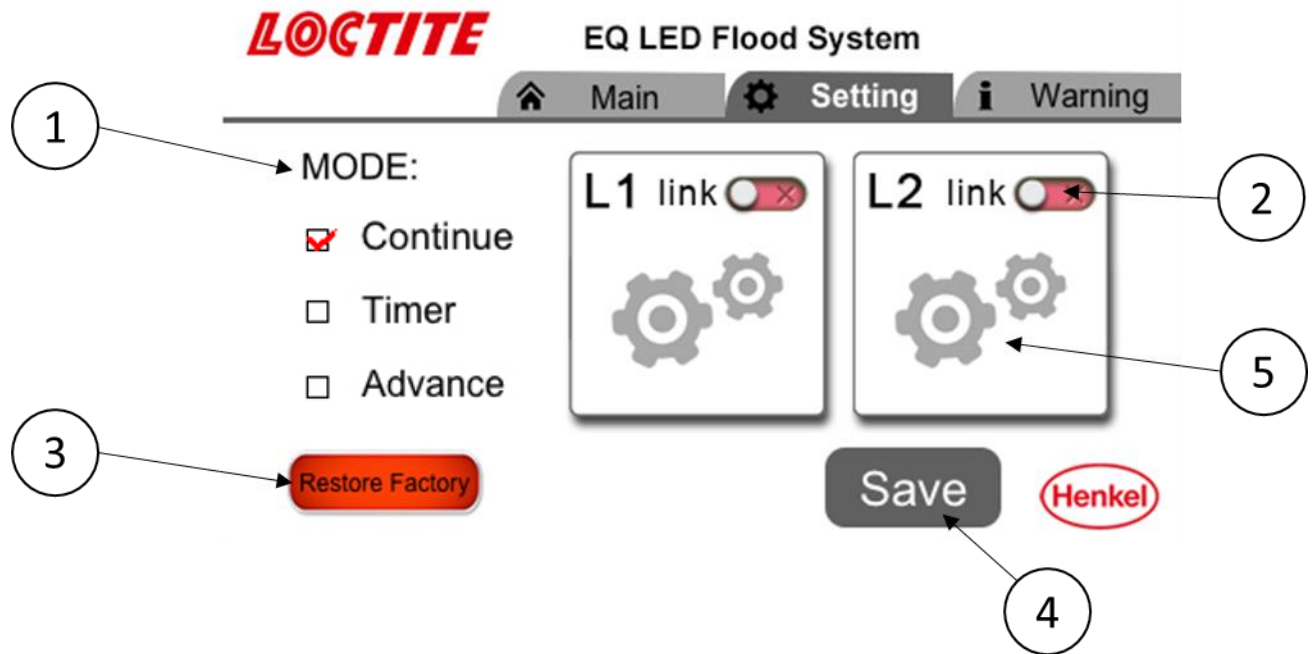 LOCTITE EQ LED Flood System
Main Setting Warning
1
MODE:
L1 link
L2 link
2
Continue
Timer
Advance
5
3
Restore Factory
Save
Henkel
4